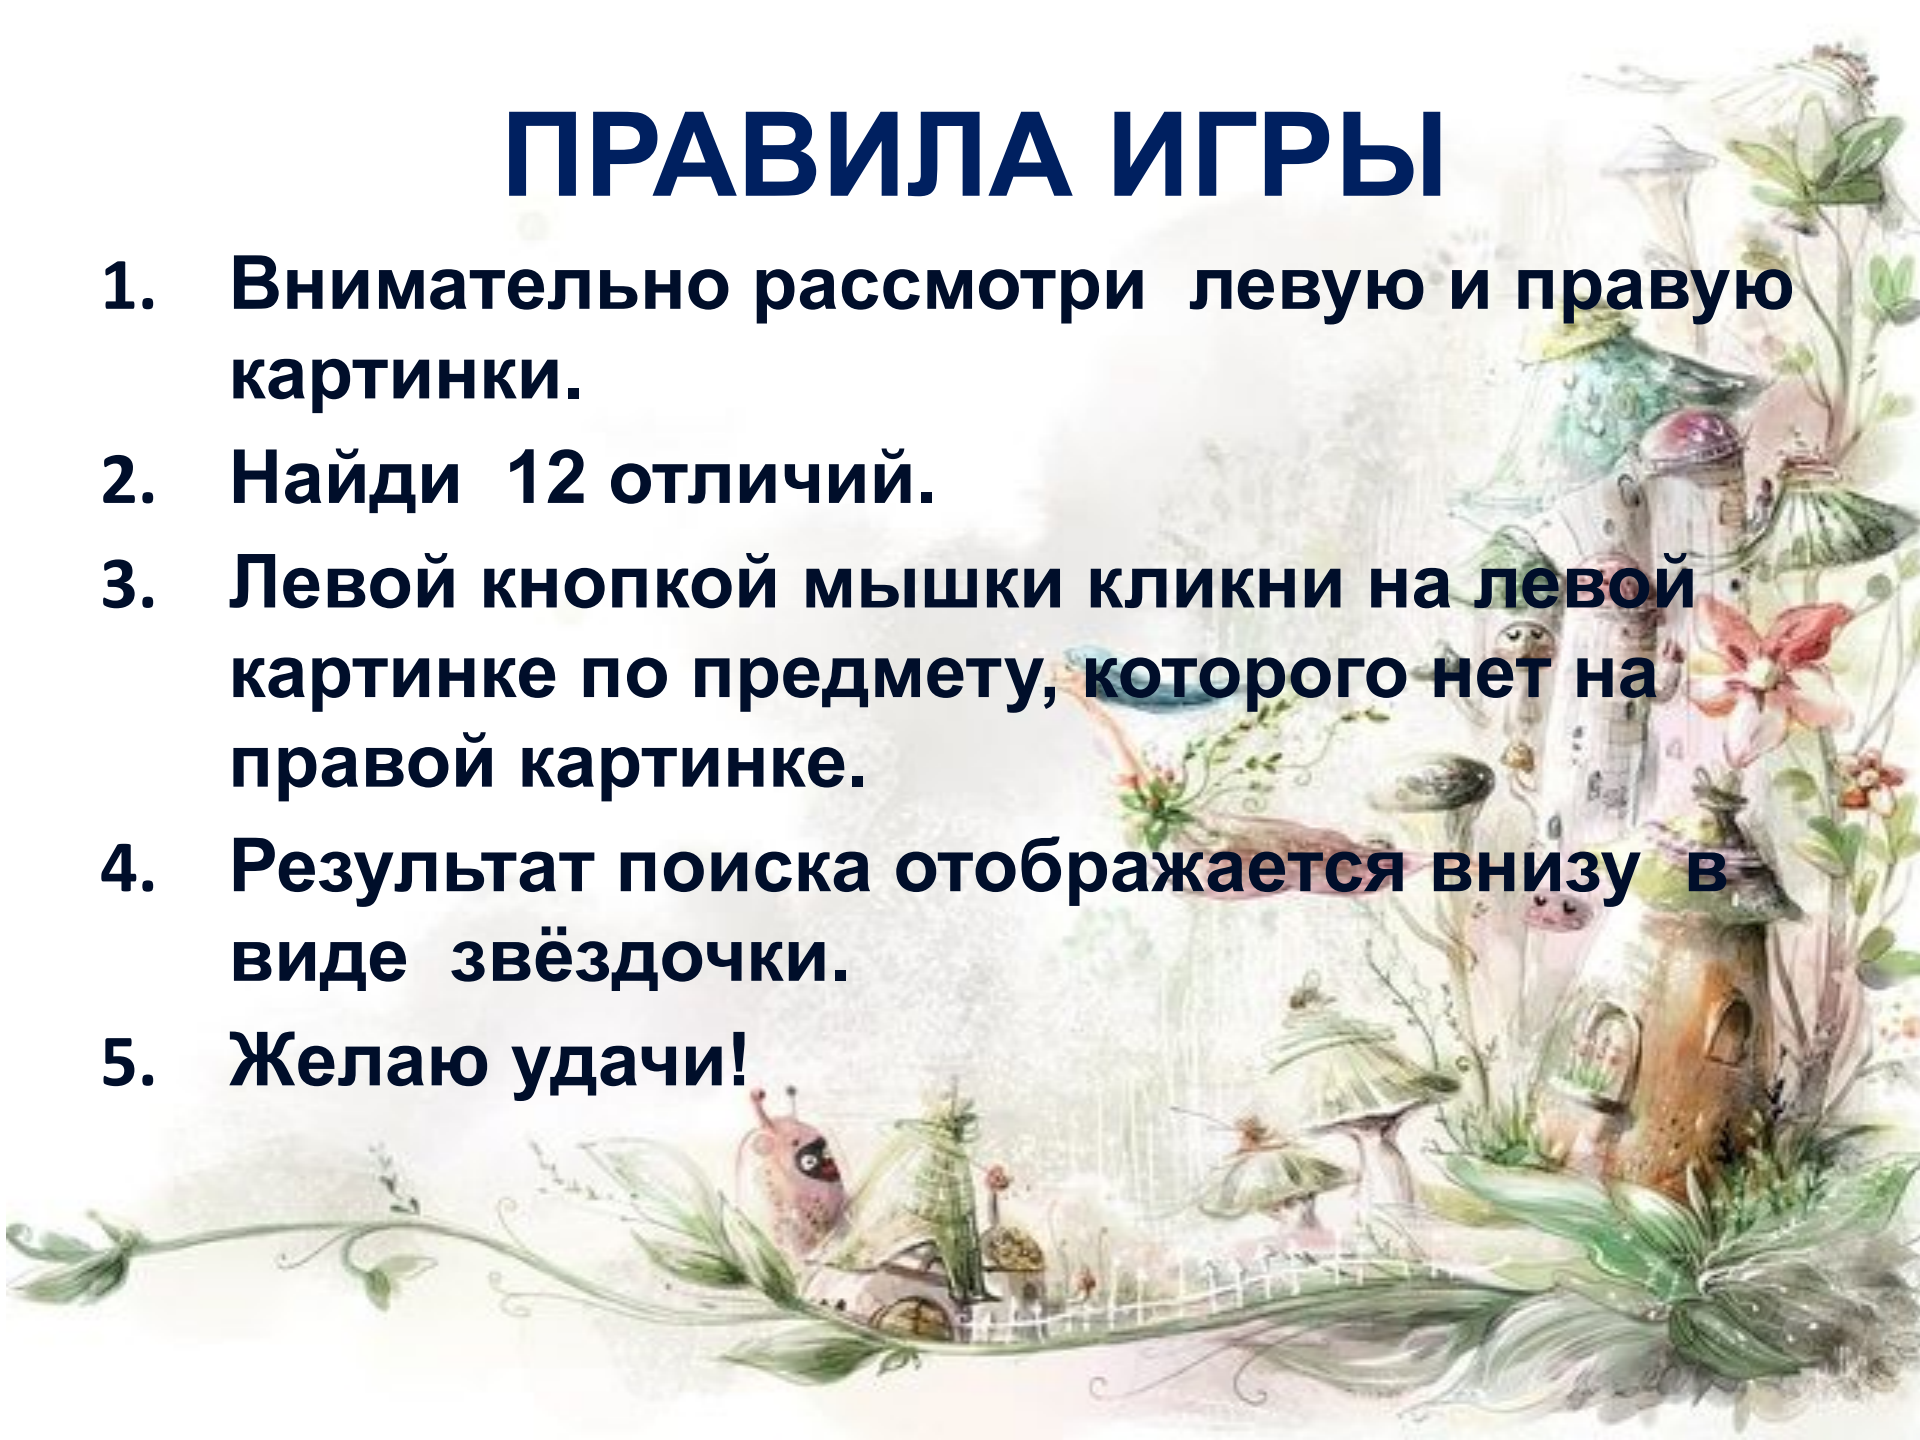 ПРАВИЛА ИГРЫ
1. Внимательно рассмотри левую и правую
картинки.
2. Найди 12 отличий.
3. Левой кнопкой мышки кликни на левой
картинке по предмету, которого нет на
правой картинке.
4. Результат поиска отображается внизу в
виде звёздочки.
5. Желаю удачи!